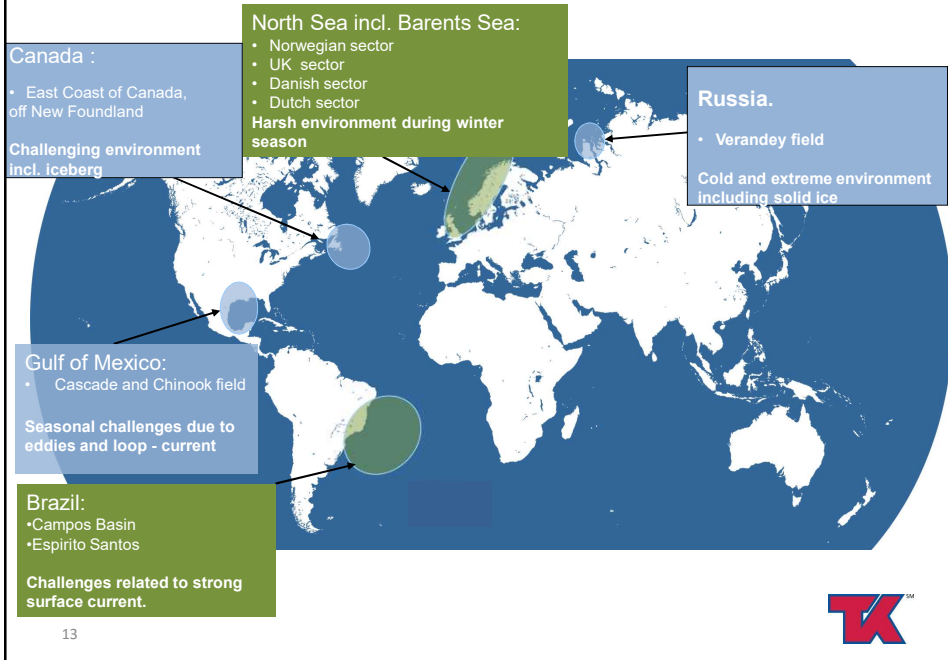 North Sea incl. Barents Sea:
• Norwegian sector
• UK sector
• Danish sector
• Dutch sector
Harsh environment during winter
season
Canada :
• East Coast of Canada,
off New Foundland
Challenging environment
incl. iceberg
Russia.
• Verandey field
Cold and extreme environment
including solid ice
Gulf of Mexico:
• Cascade and Chinook field
Seasonal challenges due to
eddies and loop - current
Brazil:
•Campos Basin
•Espirito Santos
Challenges related to strong
surface current.
13
TK SM